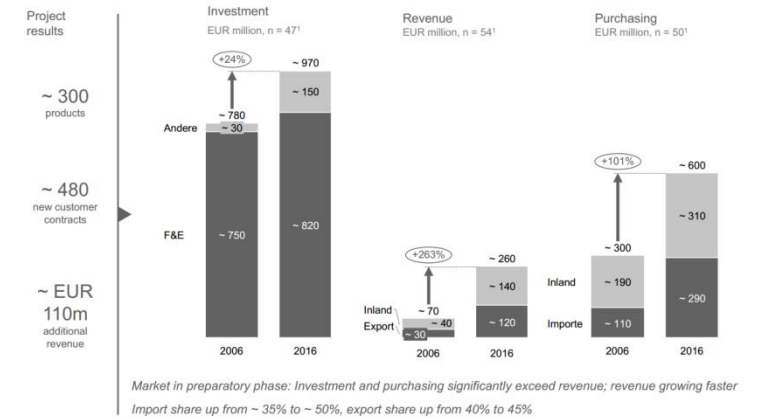 Project
results
~ 300
products
~ 480
new customer
contracts
~ EUR
110m
additional
revenue
Investment
EUR million, n = 47¹
+24%
~ 970
~ 150
~ 780
Andere
~ 30
F&E
~ 750
~ 820
2006
2016
Revenue
EUR million, n = 54¹
+263%
~ 260
~ 140
Inland
~ 70
~ 40
Export
~ 30
~ 120
2006
2016
Purchasing
EUR million, n = 50¹
+101%
~ 600
~ 310
~ 300
Inland
~ 190
~ 290
Importe
~ 110
2006
2016
Market in preparatory phase: Investment and purchasing significantly exceed revenue; revenue growing faster
Import share up from ~ 35% to ~ 50%, export share up from 40% to 45%